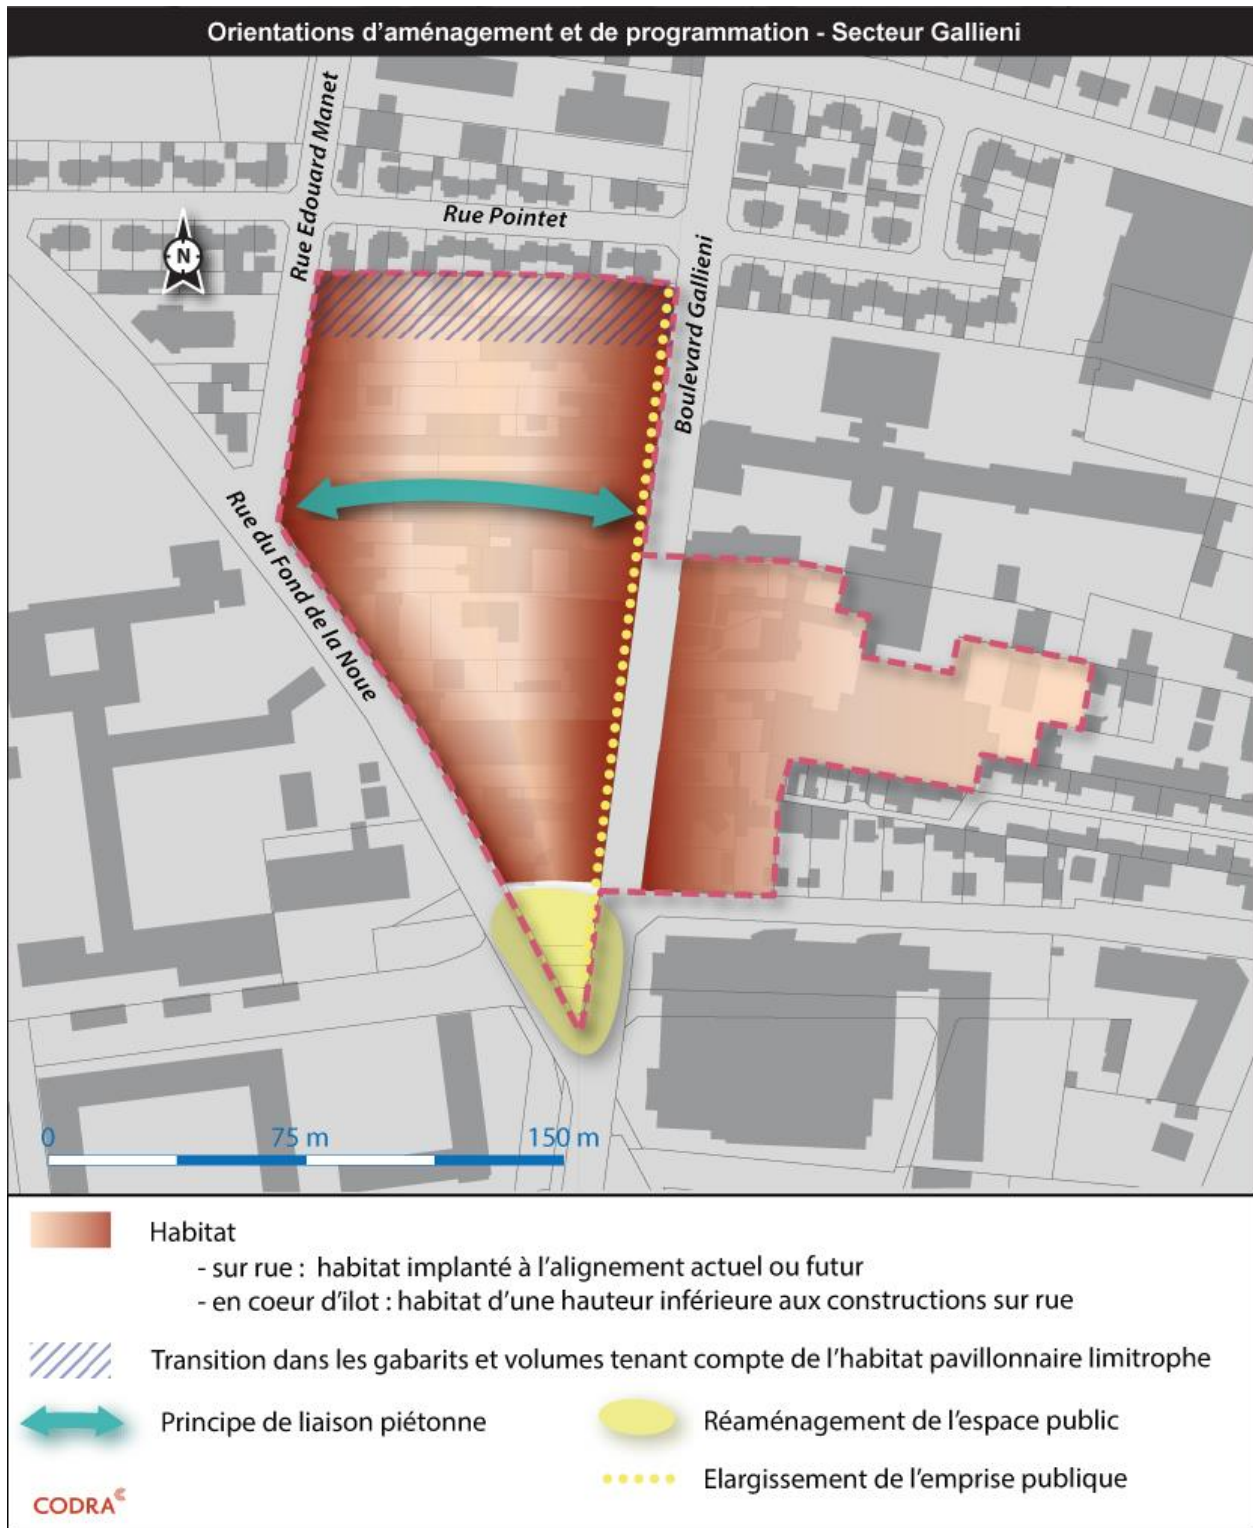 Orientations d’aménagement et de programmation - Secteur Gallieni
Rue Edouard Manet
Rue Pointet
N
Boulevard Gallieni
Rue du Fond de la Noue
0 75 m 150 m
Habitat
- sur rue : habitat implanté à l’alignement actuel ou futur
- en coeur d’ilot : habitat d’une hauteur inférieure aux constructions sur rue
Transition dans les gabarits et volumes tenant compte de l’habitat pavillonnaire limitrophe
Principe de liaison piétonne
Réaménagement de l’espace public
Elargissement de l’emprise publique
CODRA